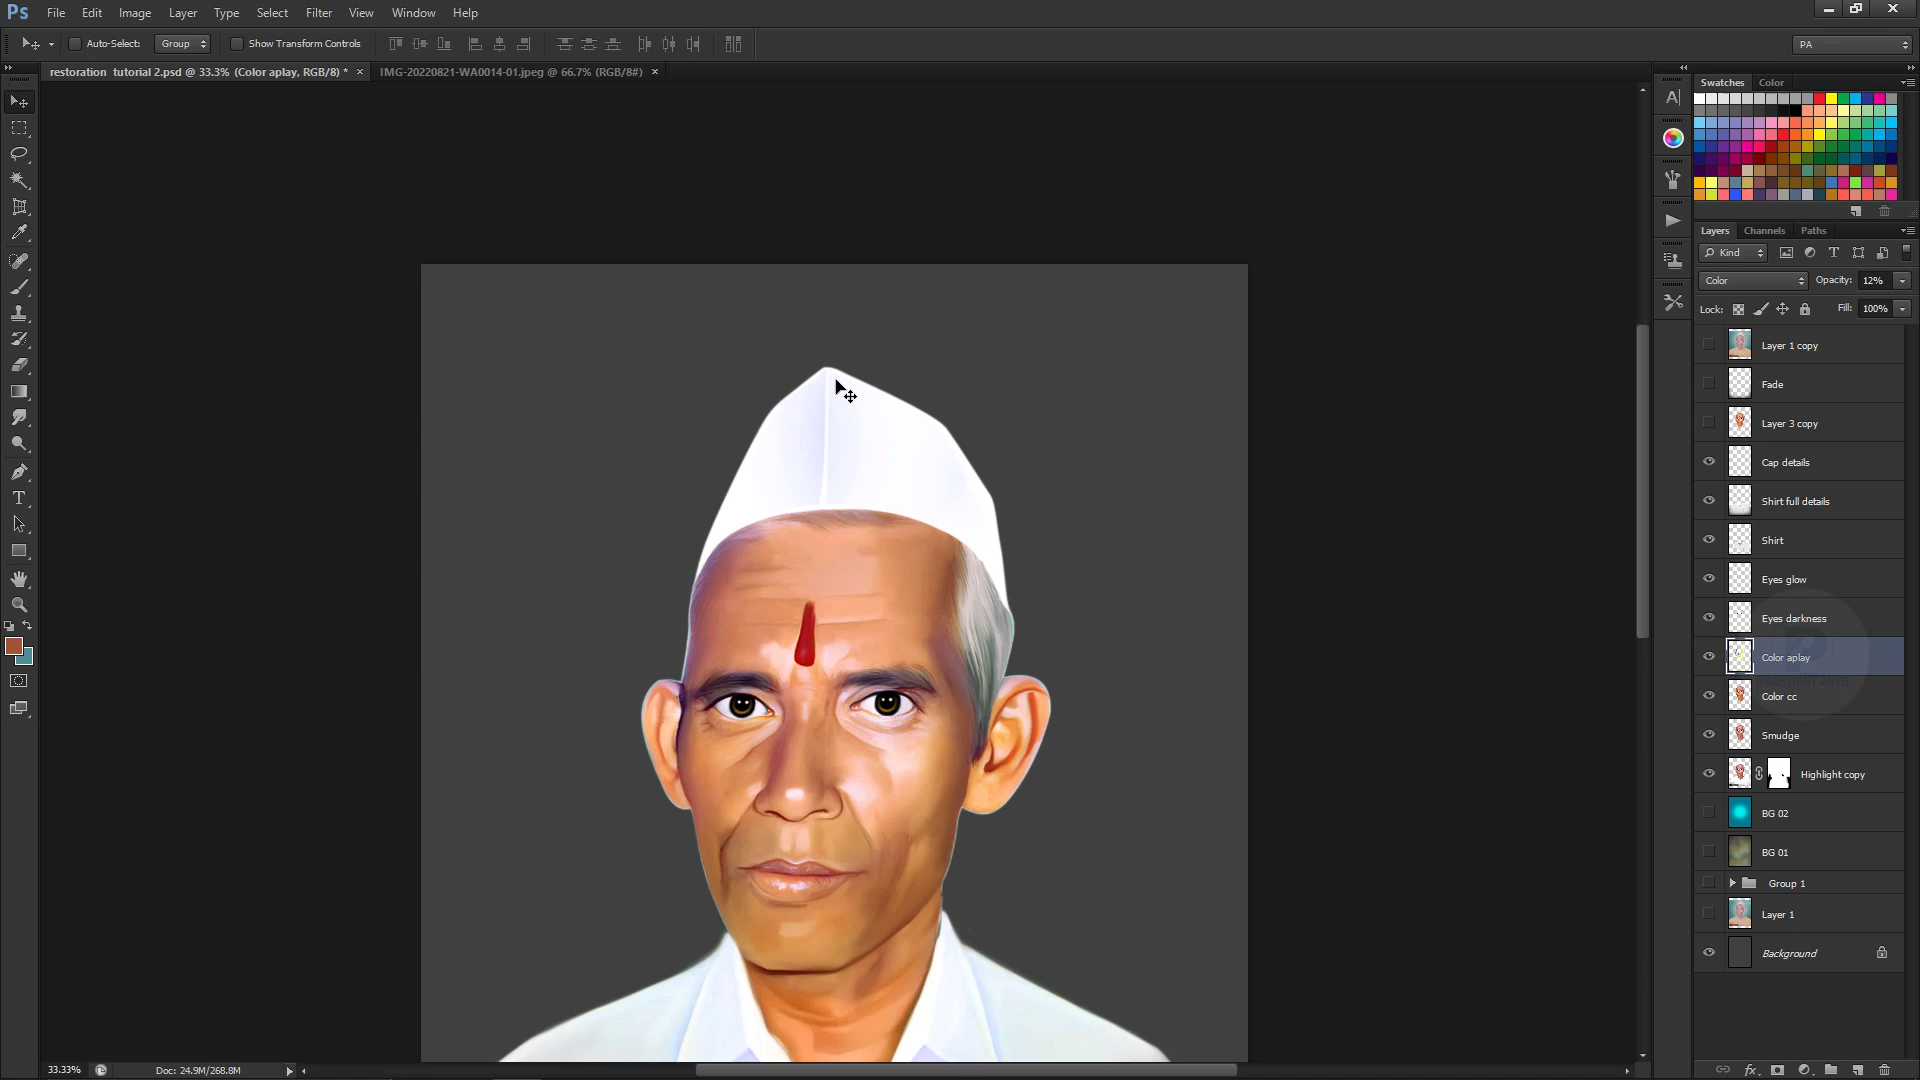 Ps File Edit Image Layer Type Select Filter 3D View Window Help
Auto-Select: Group Show Transform Controls PA
restoration tutorial 2.psd @ 33.3% (Color aplay, RGB/8) * × IMG-20220821-WA0014-01.jpeg @ 66.7% (RGB/8#) ×
Swatches Color
Layers Channels Paths
Kind
Color Opacity: 12%
Lock: Fill: 100%
Layer 1 copy
Fade
Layer 3 copy
Cap details
Shirt full details
Shirt
Eyes glow
Eyes darkness
Color aplay
Color cc
Smudge
Highlight copy
BG 02
BG 01
Group 1
Layer 1
Background
33.33% Doc: 24.9M/268.8M